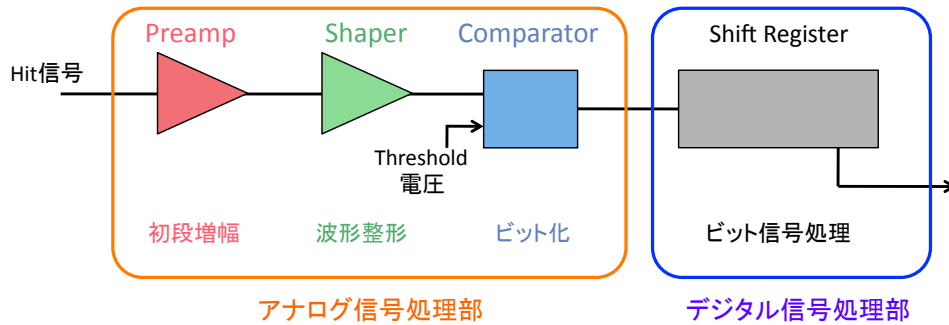 Preamp
Shaper
Comparator
Shift Register
Hit信号
Threshold
電圧
初段増幅
波形整形
ビット化
ビット信号処理
アナログ信号処理部
デジタル信号処理部